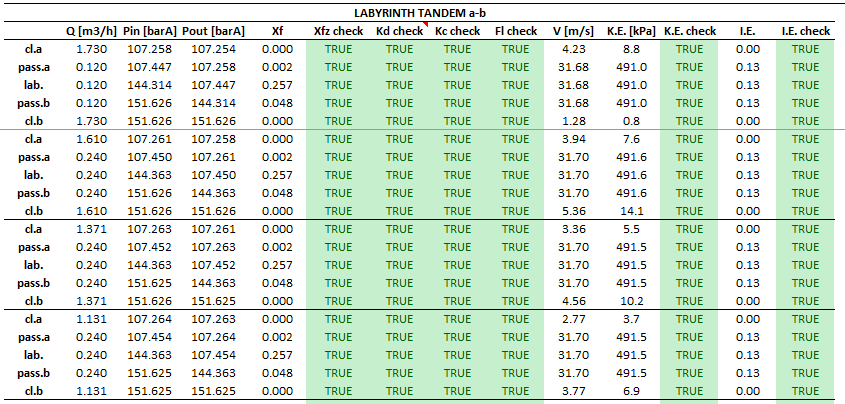 LABYRINTH TANDEM a-b
Q [m3/h] Pin [barA] Pout [barA] Xf Xfz check Kd check Kc check Fl check V [m/s] K.E. [kPa] K.E. check I.E. I.E. check
cl.a 1.730 107.258 107.254 0.000 TRUE TRUE TRUE TRUE 4.23 8.8 TRUE 0.00 TRUE
pass.a 0.120 107.447 107.258 0.002 TRUE TRUE TRUE TRUE 31.68 491.0 TRUE 0.13 TRUE
lab. 0.120 144.314 107.447 0.257 TRUE TRUE TRUE TRUE 31.68 491.0 TRUE 0.13 TRUE
pass.b 0.120 151.626 144.314 0.048 TRUE TRUE TRUE TRUE 31.68 491.0 TRUE 0.13 TRUE
cl.b 1.730 151.626 151.626 0.000 TRUE TRUE TRUE TRUE 1.28 0.8 TRUE 0.00 TRUE
cl.a 1.610 107.261 107.258 0.000 TRUE TRUE TRUE TRUE 3.94 7.6 TRUE 0.00 TRUE
pass.a 0.240 107.450 107.261 0.002 TRUE TRUE TRUE TRUE 31.70 491.6 TRUE 0.13 TRUE
lab. 0.240 144.363 107.450 0.257 TRUE TRUE TRUE TRUE 31.70 491.6 TRUE 0.13 TRUE
pass.b 0.240 151.626 144.363 0.048 TRUE TRUE TRUE TRUE 31.70 491.6 TRUE 0.13 TRUE
cl.b 1.610 151.626 151.626 0.000 TRUE TRUE TRUE TRUE 5.36 14.1 TRUE 0.00 TRUE
cl.a 1.371 107.263 107.261 0.000 TRUE TRUE TRUE TRUE 3.36 5.5 TRUE 0.00 TRUE
pass.a 0.240 107.452 107.263 0.002 TRUE TRUE TRUE TRUE 31.70 491.5 TRUE 0.13 TRUE
lab. 0.240 144.363 107.452 0.257 TRUE TRUE TRUE TRUE 31.70 491.5 TRUE 0.13 TRUE
pass.b 0.240 151.625 144.363 0.048 TRUE TRUE TRUE TRUE 31.70 491.5 TRUE 0.13 TRUE
cl.b 1.371 151.626 151.625 0.000 TRUE TRUE TRUE TRUE 4.56 10.2 TRUE 0.00 TRUE
cl.a 1.131 107.264 107.263 0.000 TRUE TRUE TRUE TRUE 2.77 3.7 TRUE 0.00 TRUE
pass.a 0.240 107.454 107.264 0.002 TRUE TRUE TRUE TRUE 31.70 491.5 TRUE 0.13 TRUE
lab. 0.240 144.363 107.454 0.257 TRUE TRUE TRUE TRUE 31.70 491.5 TRUE 0.13 TRUE
pass.b 0.240 151.625 144.363 0.048 TRUE TRUE TRUE TRUE 31.70 491.5 TRUE 0.13 TRUE
cl.b 1.131 151.625 151.625 0.000 TRUE TRUE TRUE TRUE 3.77 6.9 TRUE 0.00 TRUE